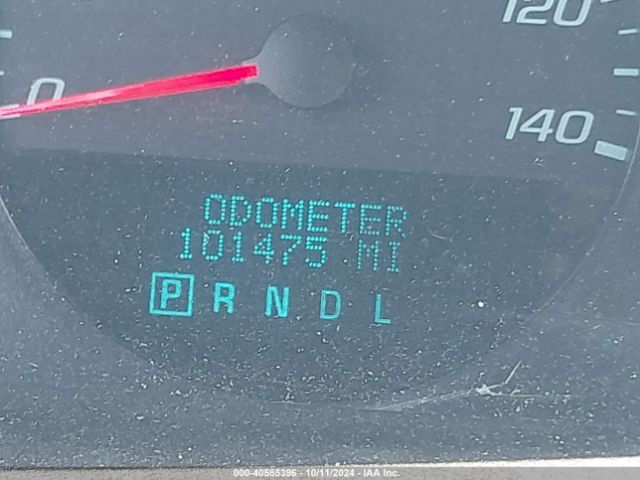 120
0
140
ODOMETER
101475 MI
P R N D L
000-40585396 - 10/11/2024 - IAA Inc.